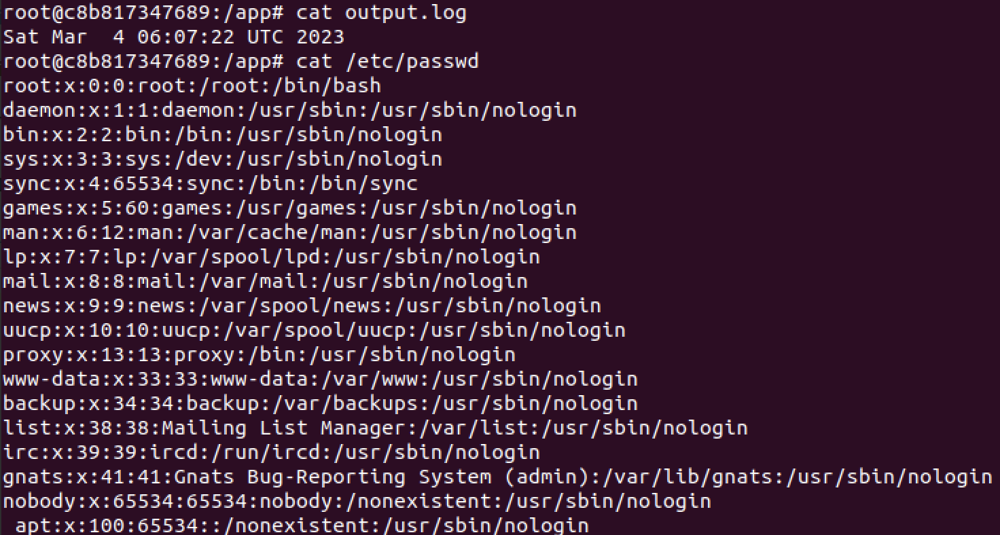 root@c8b817347689:/app# cat output.log
Sat Mar  4 06:07:22 UTC 2023
root@c8b817347689:/app# cat /etc/passwd
root:x:0:0:root:/root:/bin/bash
daemon:x:1:1:daemon:/usr/sbin:/usr/sbin/nologin
bin:x:2:2:bin:/bin:/usr/sbin/nologin
sys:x:3:3:sys:/dev:/usr/sbin/nologin
sync:x:4:65534:sync:/bin:/bin/sync
games:x:5:60:games:/usr/games:/usr/sbin/nologin
man:x:6:12:man:/var/cache/man:/usr/sbin/nologin
lp:x:7:7:lp:/var/spool/lpd:/usr/sbin/nologin
mail:x:8:8:mail:/var/mail:/usr/sbin/nologin
news:x:9:9:news:/var/spool/news:/usr/sbin/nologin
uucp:x:10:10:uucp:/var/spool/uucp:/usr/sbin/nologin
proxy:x:13:13:proxy:/bin:/usr/sbin/nologin
www-data:x:33:33:www-data:/var/www:/usr/sbin/nologin
backup:x:34:34:backup:/var/backups:/usr/sbin/nologin
list:x:38:38:Mailing List Manager:/var/list:/usr/sbin/nologin
irc:x:39:39:ircd:/run/ircd:/usr/sbin/nologin
gnats:x:41:41:Gnats Bug-Reporting System (admin):/var/lib/gnats:/usr/sbin/nologin
nobody:x:65534:65534:nobody:/nonexistent:/usr/sbin/nologin
apt:x:100:65534::/nonexistent:/usr/sbin/nologin